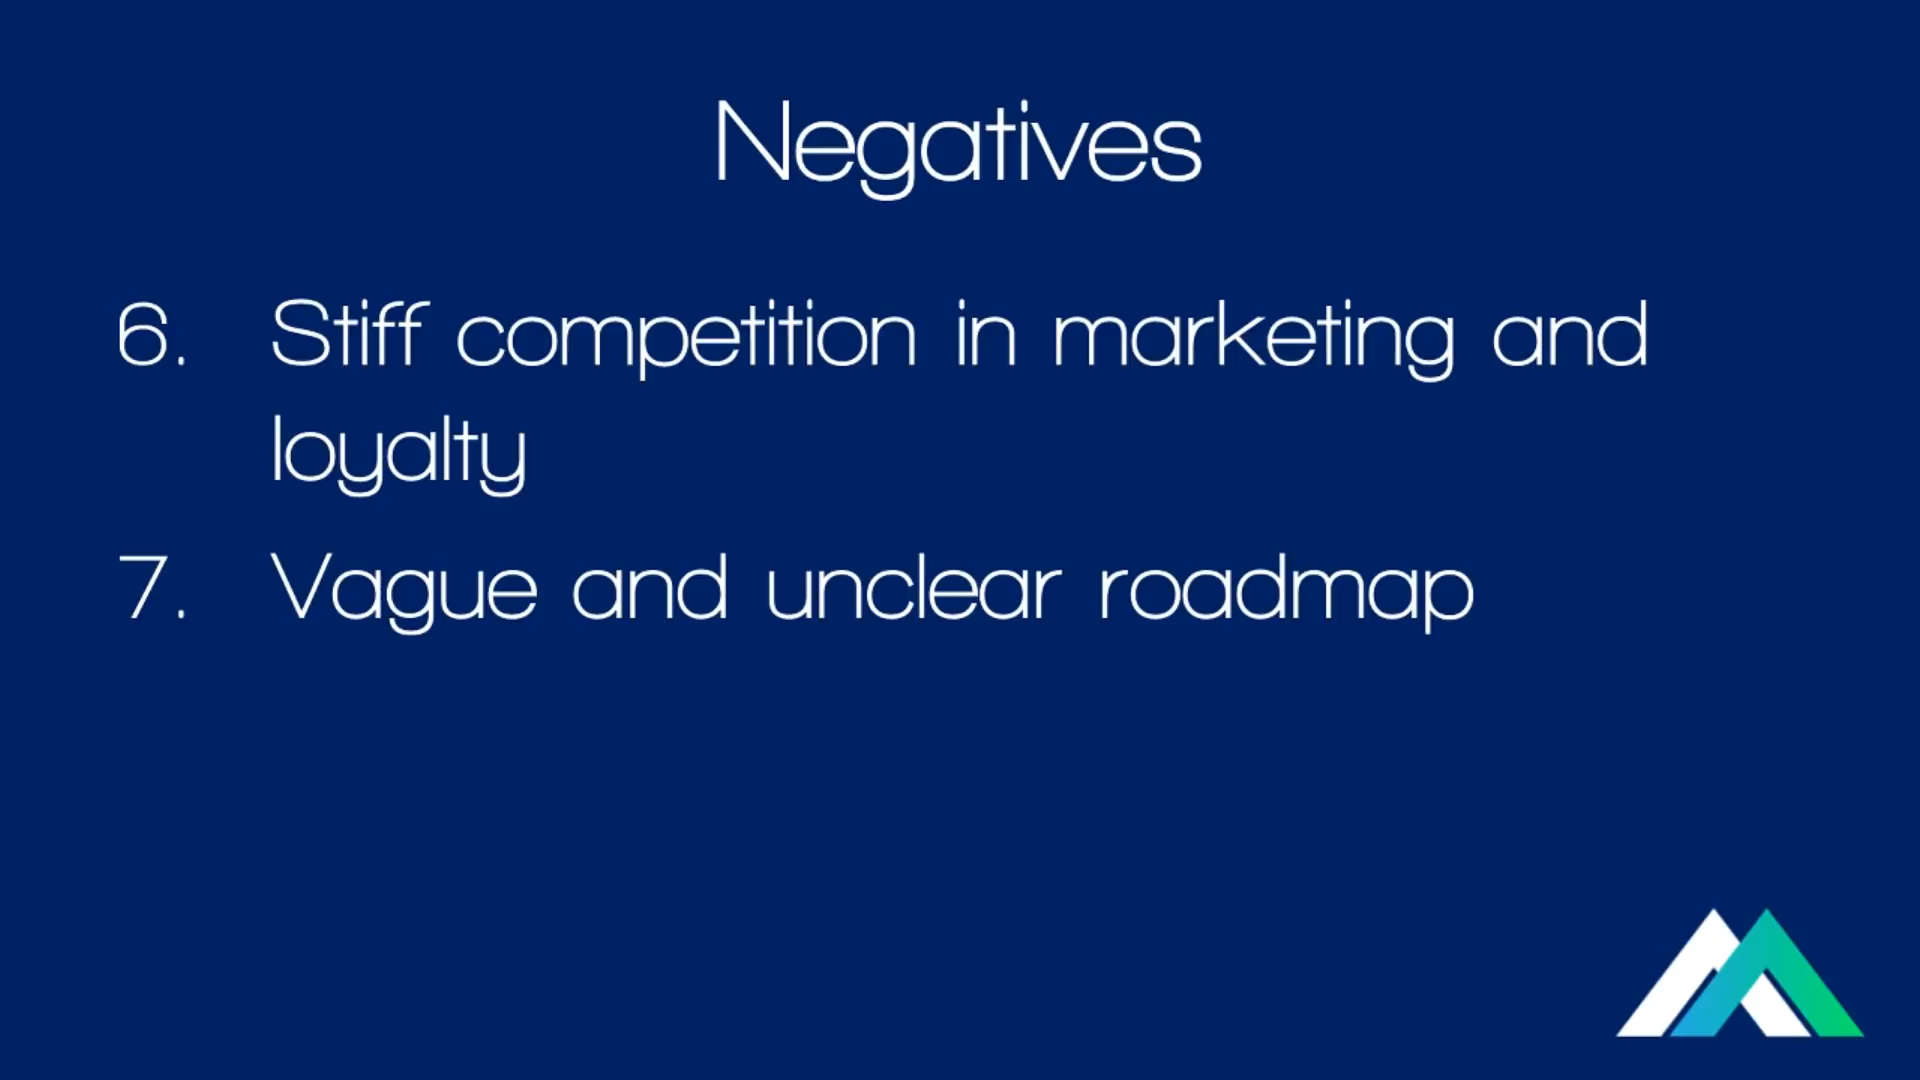 Negatives
6. Stiff competition in marketing and
loyalty
7. Vague and unclear roadmap